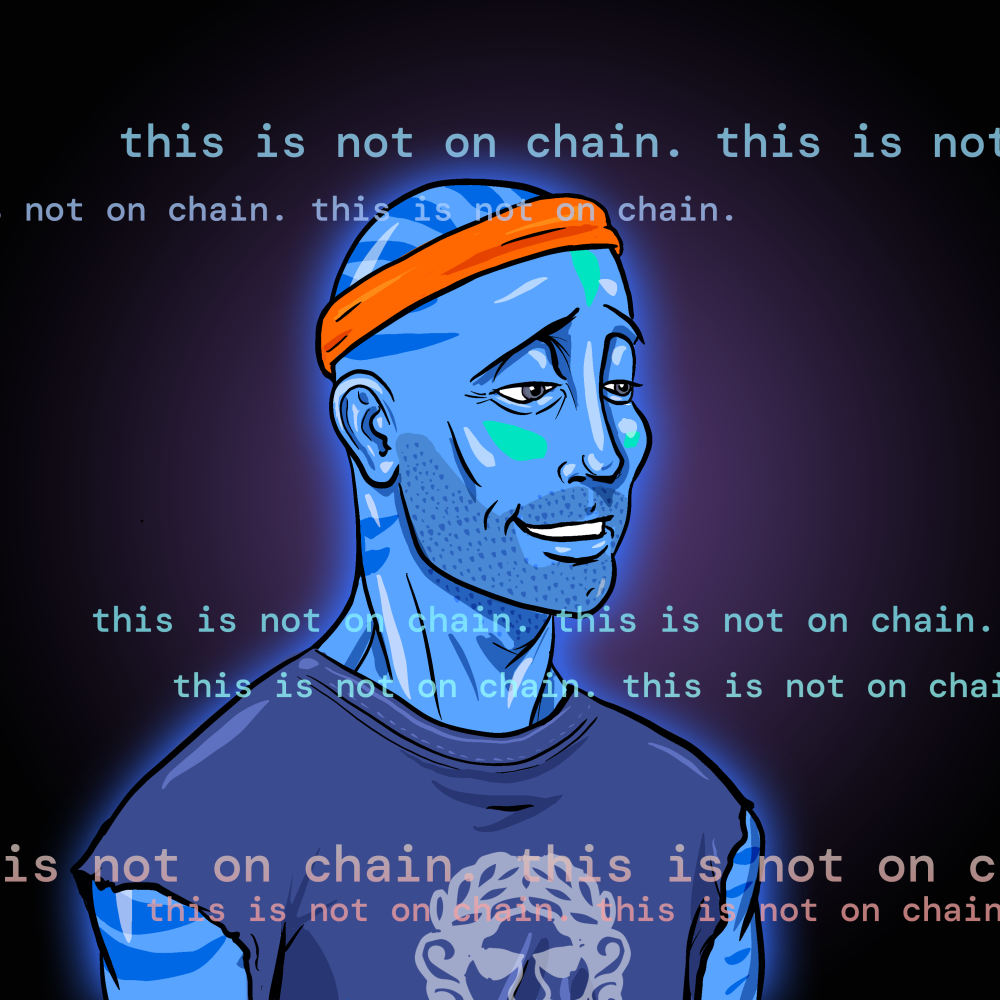 this is not on chain. this is not
not on chain. this is not on chain.
this is not on chain. this is not on chain.
this is not on chain. this is not on chai
is not on chain. this is not on c
this is not on chain. this is not on chain